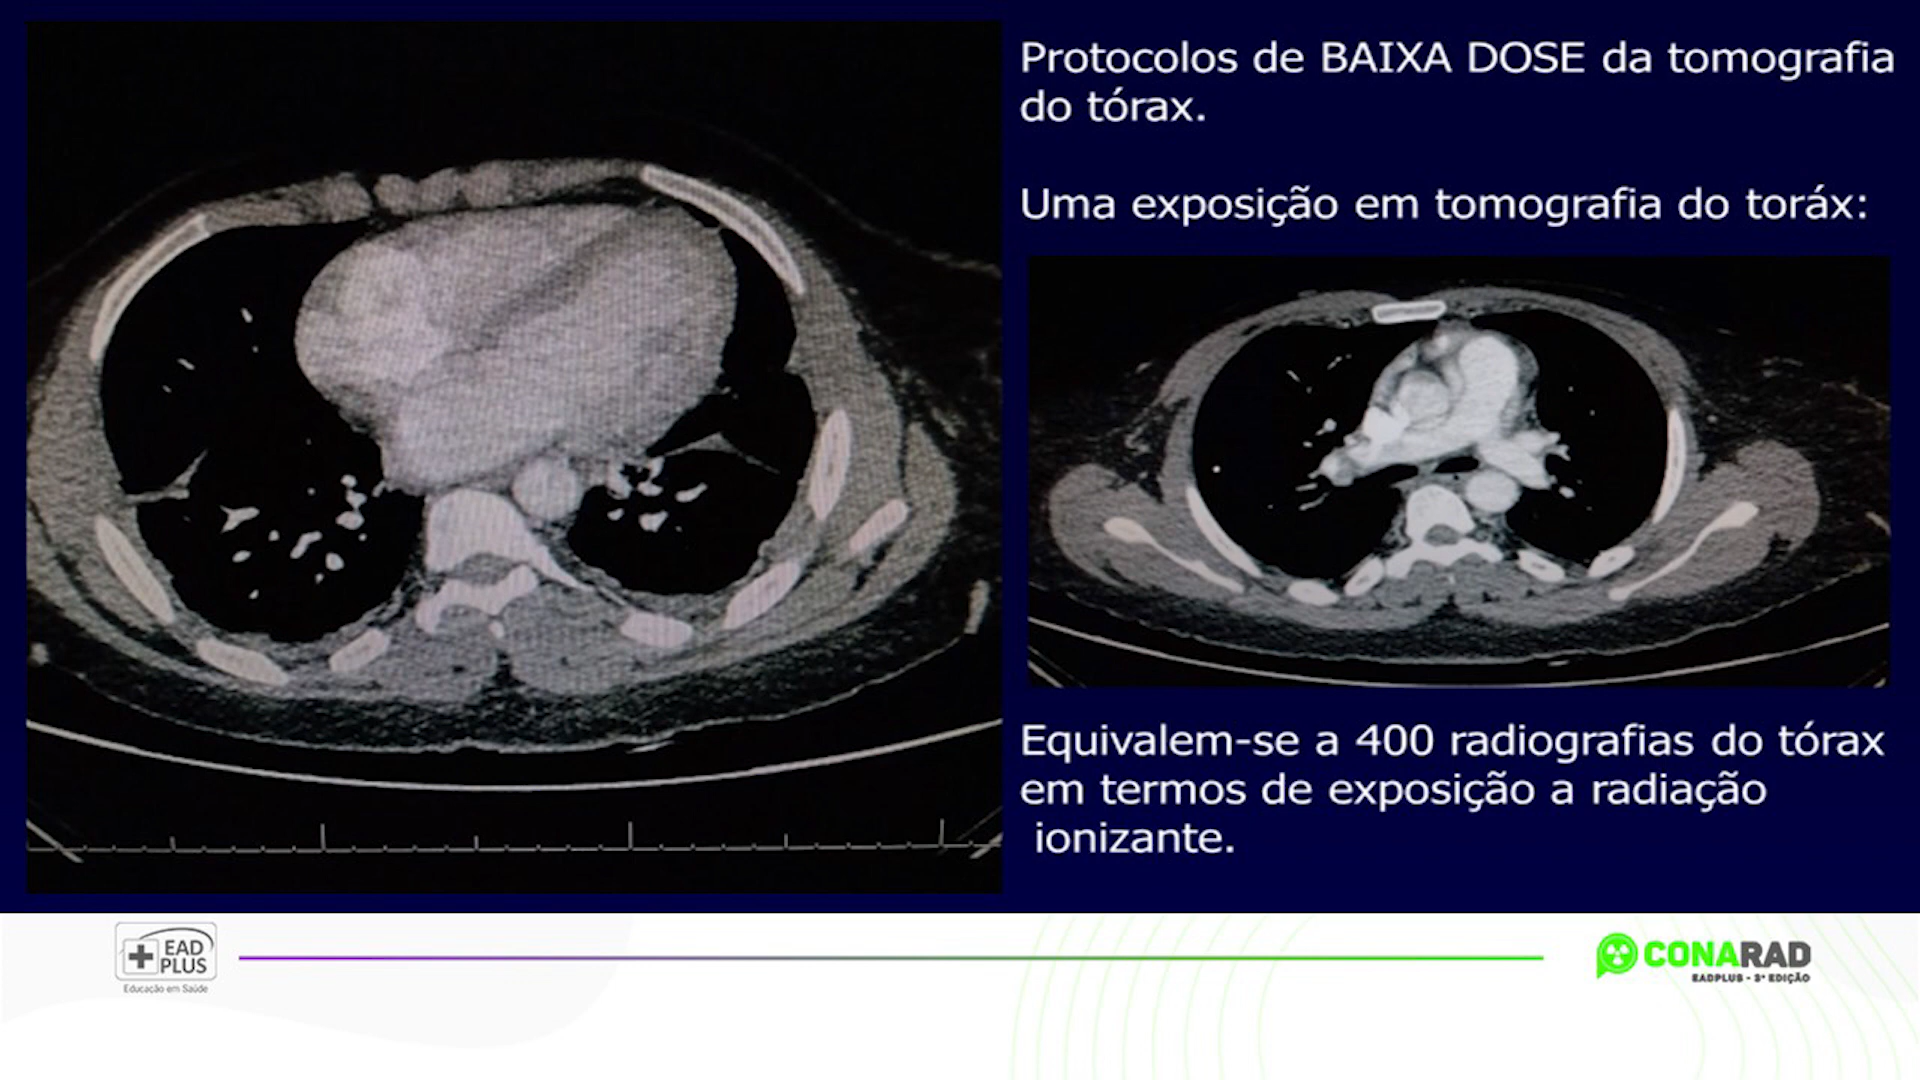 Protocolos de BAIXA DOSE da tomografia
do tórax.
Uma exposição em tomografia do toráx:
Equivalem-se a 400 radiografias do tórax
em termos de exposição a radiação
ionizante.
EAD
PLUS
Educação em Saúde
CONARAD
EADPLUS - 3ª EDIÇÃO